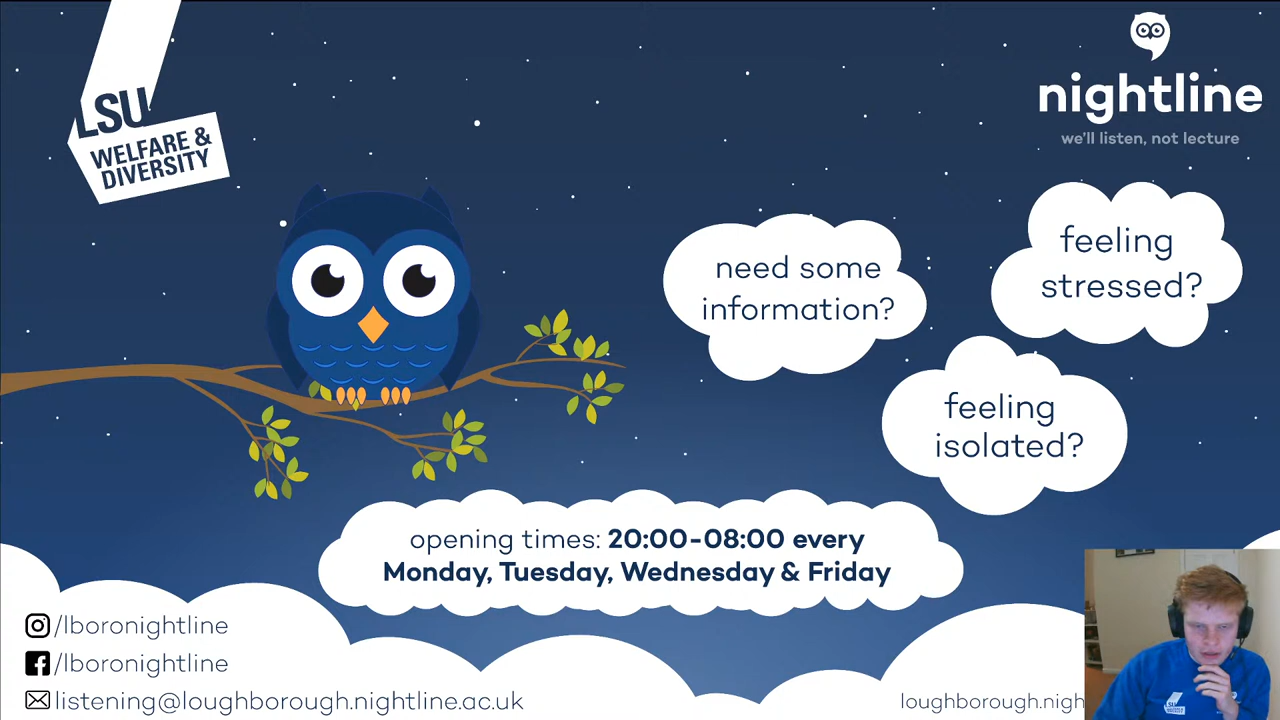 LSU
WELFARE &
DIVERSITY
nightline
we'll listen, not lecture
need some
information?
feeling
stressed?
feeling
isolated?
opening times: 20:00-08:00 every
Monday, Tuesday, Wednesday & Friday
/lboronightline
/lboronightline
listening@loughborough.nightline.ac.uk
loughborough.nigh
LSU